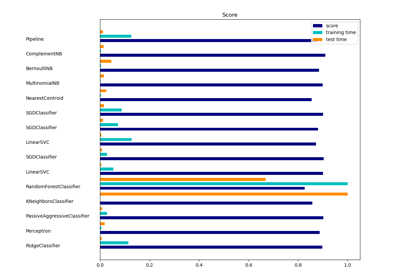 Score
score
training time
test time
Pipeline
ComplementNB
BernoulliNB
MultinomialNB
NearestCentroid
SGDClassifier
SGDClassifier
LinearSVC
SGDClassifier
LinearSVC
RandomForestClassifier
KNeighborsClassifier
PassiveAggressiveClassifier
Perceptron
RidgeClassifier
0.0 0.2 0.4 0.6 0.8 1.0